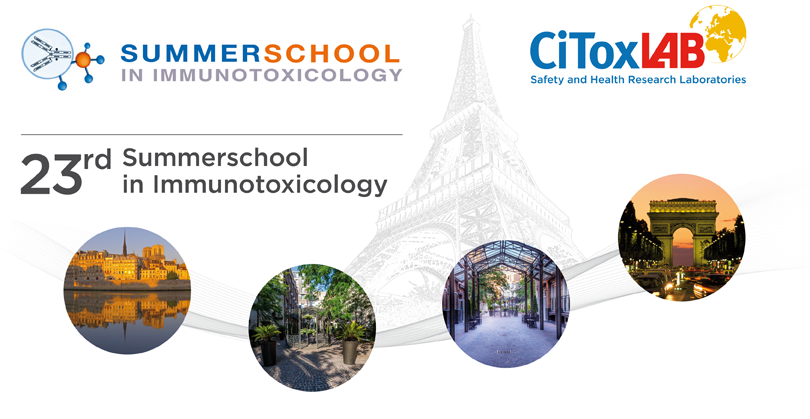 SUMMERSCHOOL
IN IMMUNOTOXICOLOGY
CiToxLAB
Safety and Health Research Laboratories
23rd Summerschool
in Immunotoxicology